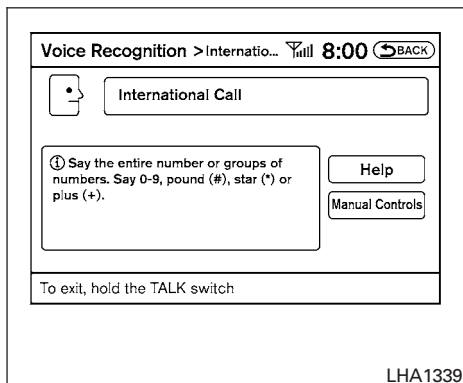 Voice Recognition > Internatio... 8:00 BACK
International Call
i Say the entire number or groups of
numbers. Say 0-9, pound (#), star (*) or
plus (+).
Help
Manual Controls
To exit, hold the TALK switch
LHA1339